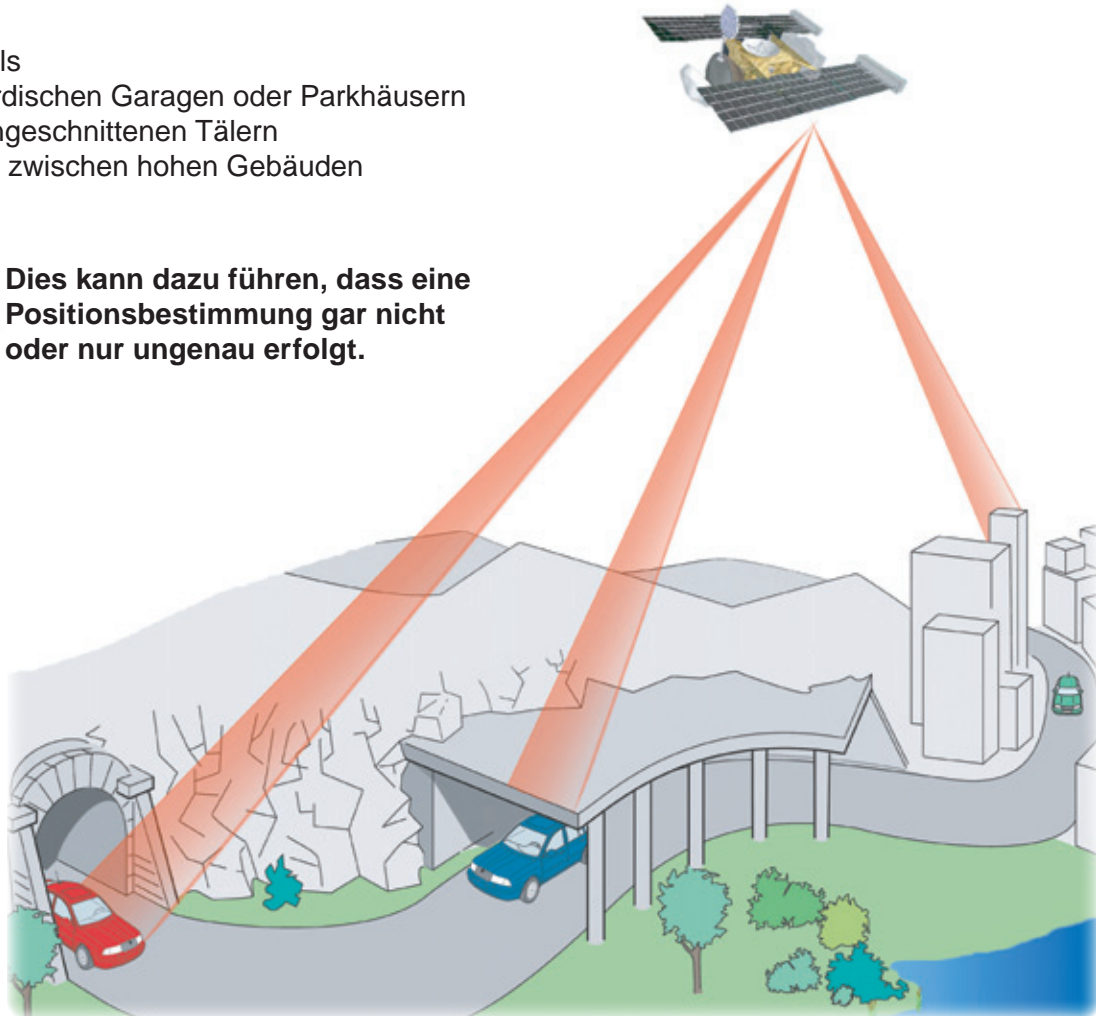 ls
rdischen Garagen oder Parkhäusern
ngeschnittenen Tälern
zwischen hohen Gebäuden
Dies kann dazu führen, dass eine
Positionsbestimmung gar nicht
oder nur ungenau erfolgt.